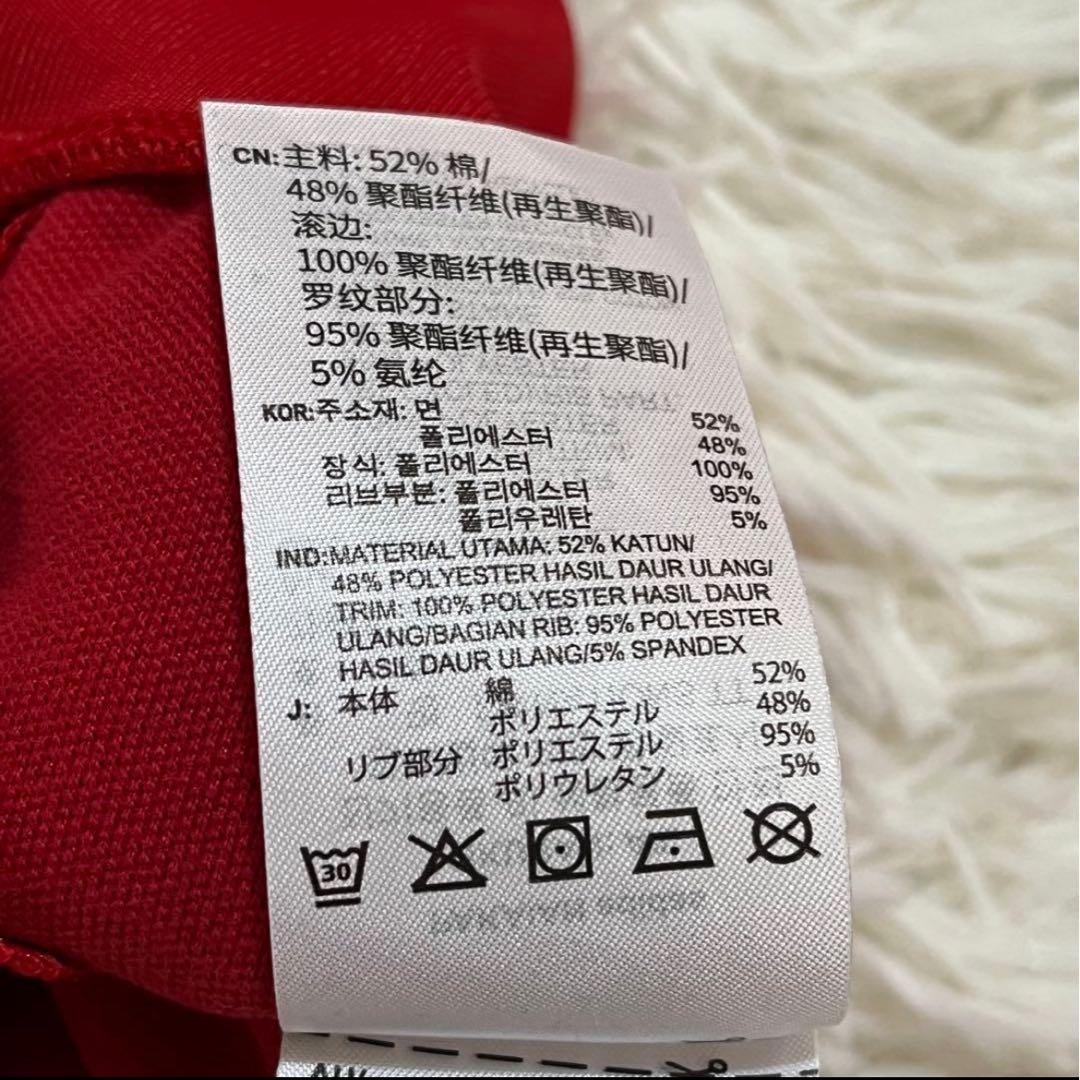 CN:主料: 52% 棉/
48% 聚酯纤维(再生聚酯)/
滚边:
100% 聚酯纤维(再生聚酯)/
罗纹部分:
95% 聚酯纤维(再生聚酯)/
5% 氨纶
KOR:주소재: 면 52%
폴리에스터 48%
장식: 폴리에스터 100%
리브부분: 폴리에스터 95%
폴리우레탄 5%
IND:MATERIAL UTAMA: 52% KATUN/
48% POLYESTER HASIL DAUR ULANG/
TRIM: 100% POLYESTER HASIL DAUR
ULANG/BAGIAN RIB: 95% POLYESTER
HASIL DAUR ULANG/5% SPANDEX
J: 本体 綿 52%
ポリエステル 48%
リブ部分 ポリエステル 95%
ポリウレタン 5%
30